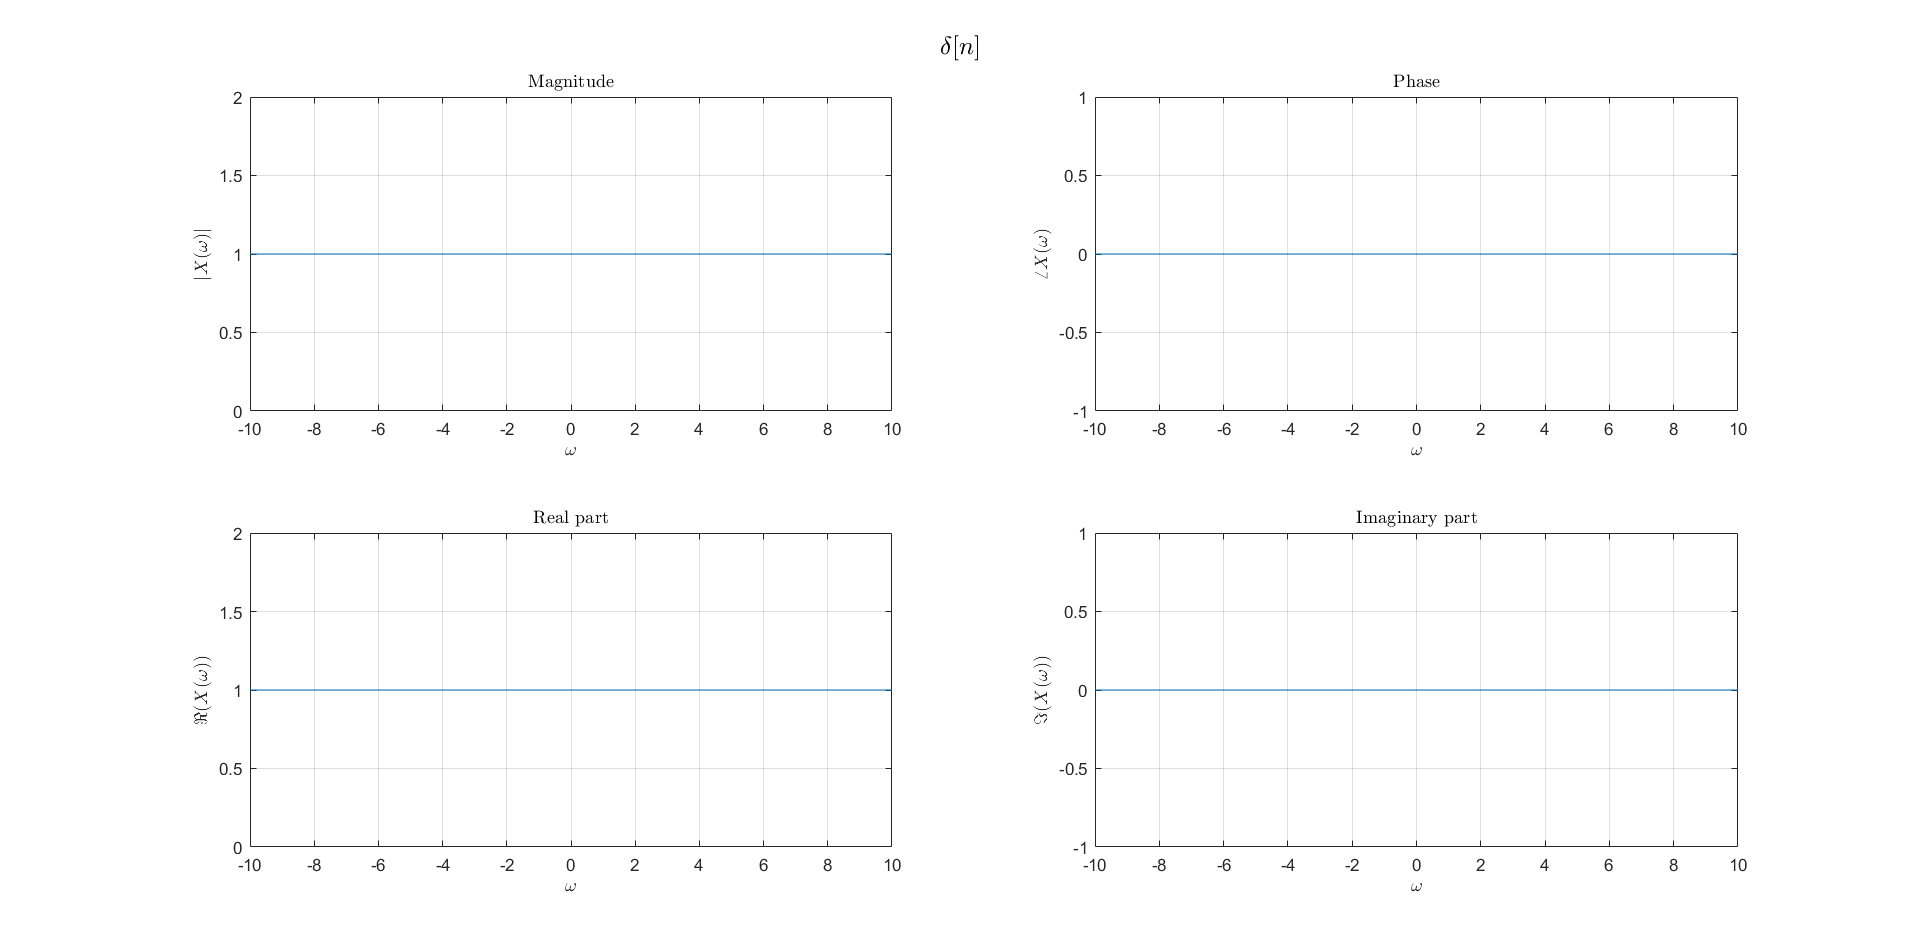 δ[n]
Magnitude
2
1.5
1
0.5
0
|X(ω)|
-10 -8 -6 -4 -2 0 2 4 6 8 10
ω
Phase
1
0.5
0
-0.5
-1
∠X(ω)
-10 -8 -6 -4 -2 0 2 4 6 8 10
ω
Real part
2
1.5
1
0.5
0
ℜ(X(ω))
-10 -8 -6 -4 -2 0 2 4 6 8 10
ω
Imaginary part
1
0.5
0
-0.5
-1
ℑ(X(ω))
-10 -8 -6 -4 -2 0 2 4 6 8 10
ω